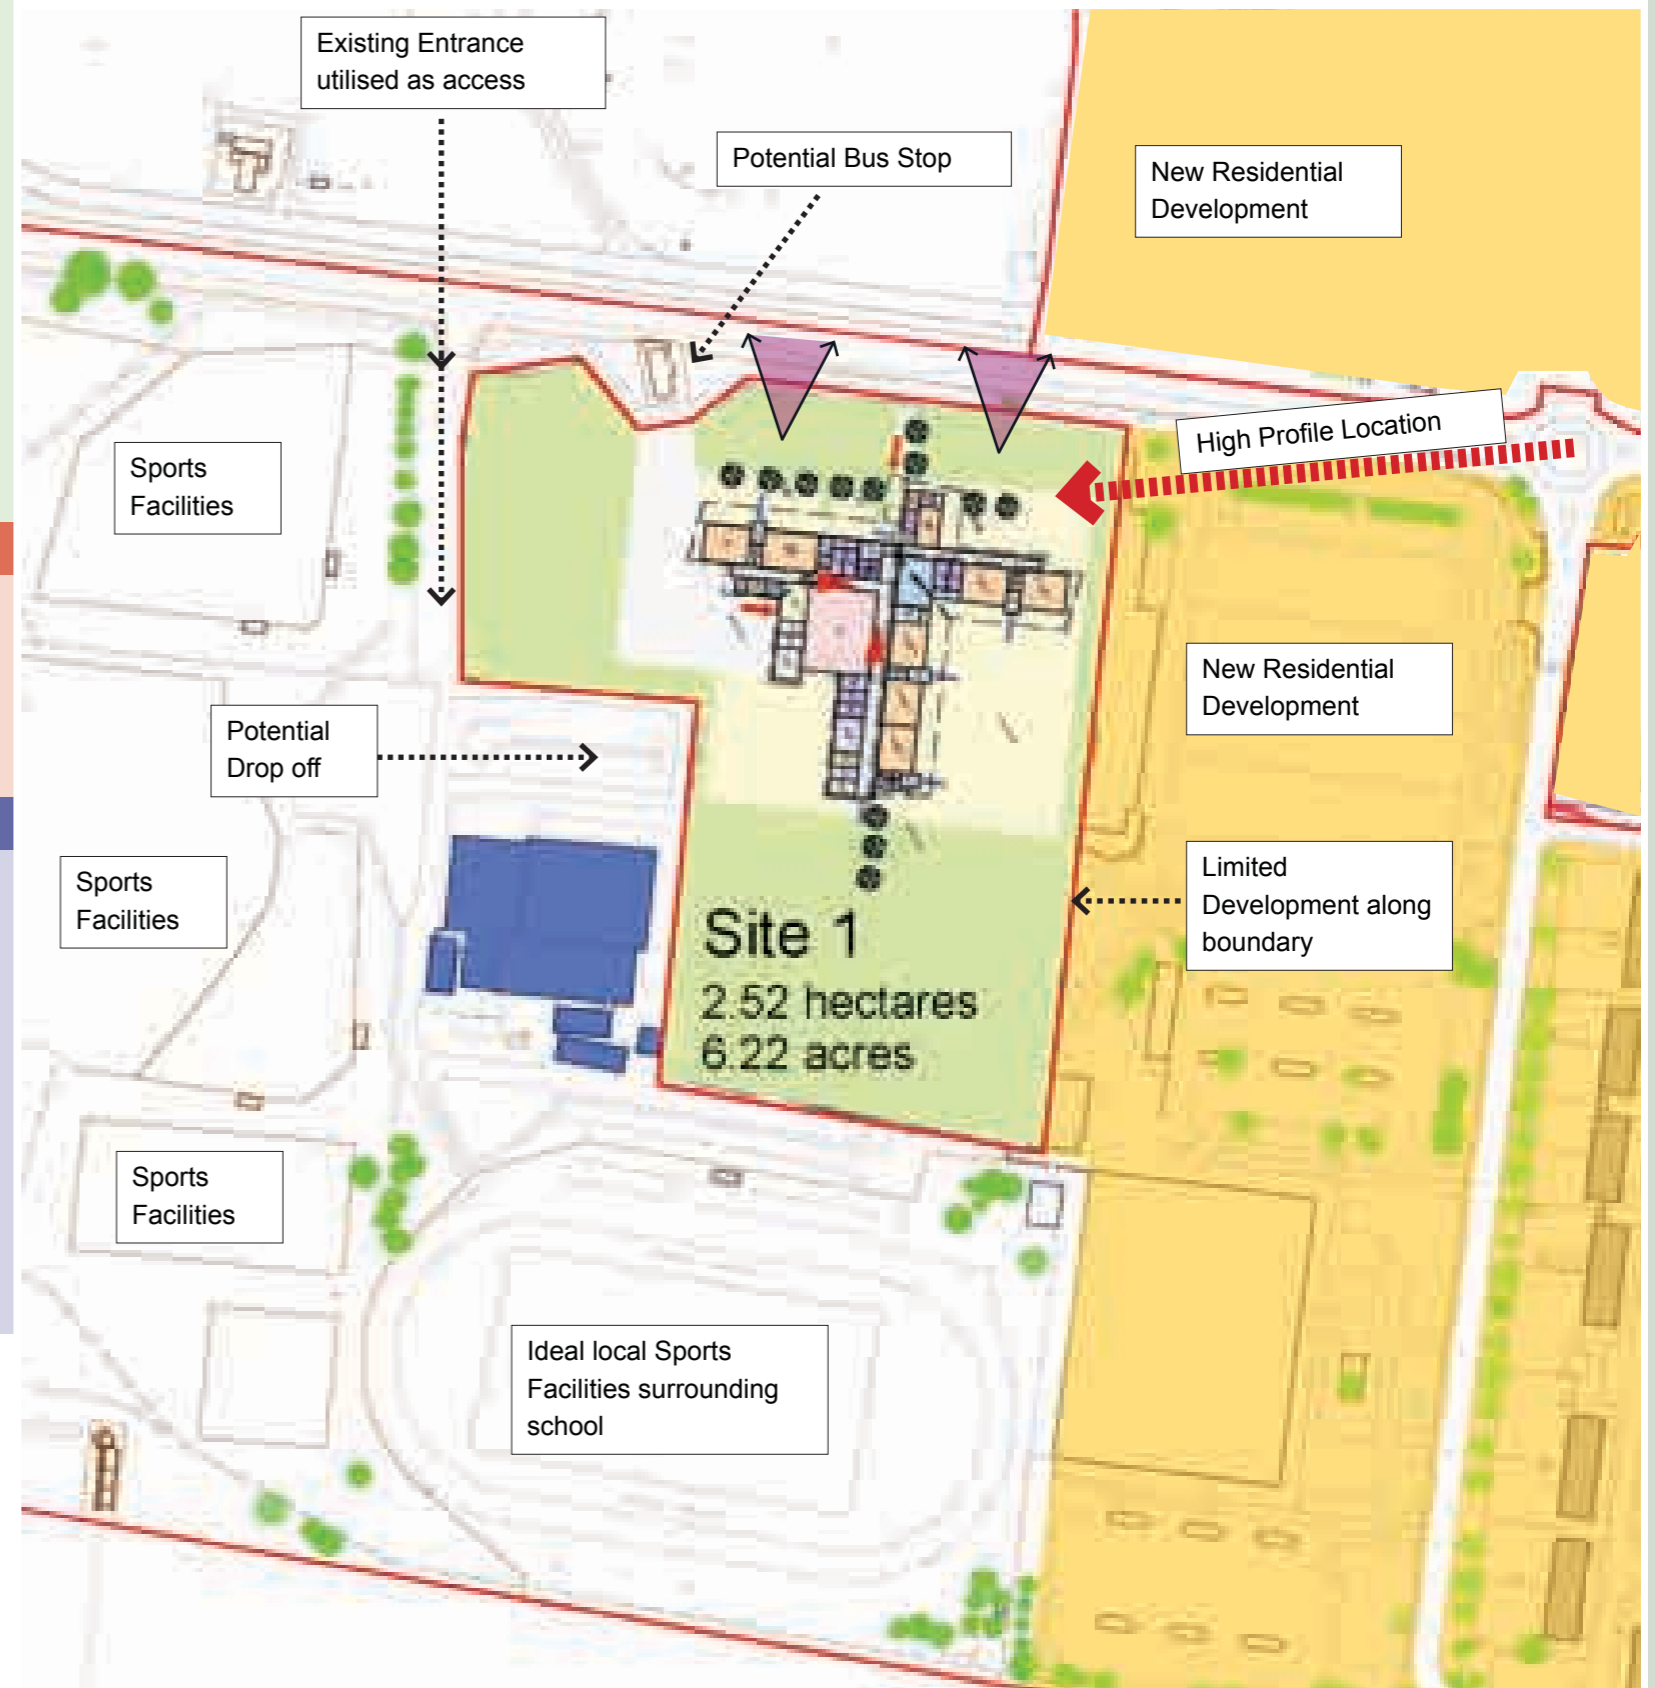 Existing Entrance
utilised as access
Potential Bus Stop
New Residential
Development
High Profile Location
Sports
Facilities
New Residential
Development
Potential
Drop off
Limited
Development along
boundary
Sports
Facilities
Site 1
2.52 hectares
6.22 acres
Sports
Facilities
Ideal local Sports
Facilities surrounding
school